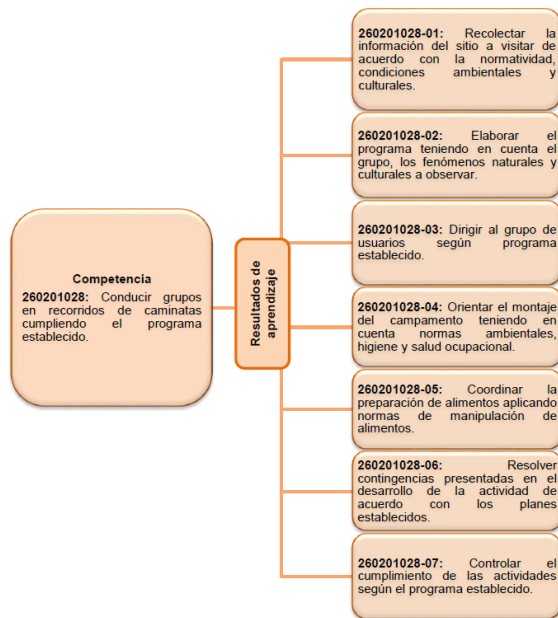 Competencia
260201028: Conducir grupos
en recorridos de caminatas
cumpliendo el programa
establecido.
Resultados de
aprendizaje
260201028-01: Recolectar la
información del sitio a visitar de
acuerdo con la normatividad,
condiciones ambientales y
culturales.
260201028-02: Elaborar el
programa teniendo en cuenta el
grupo, los fenómenos naturales y
culturales a observar.
260201028-03: Dirigir al grupo de
usuarios según programa
establecido.
260201028-04: Orientar el montaje
del campamento teniendo en
cuenta normas ambientales,
higiene y salud ocupacional.
260201028-05: Coordinar la
preparación de alimentos aplicando
normas de manipulación de
alimentos.
260201028-06: Resolver
contingencias presentadas en el
desarrollo de la actividad de
acuerdo con los planes
establecidos.
260201028-07: Controlar el
cumplimiento de las actividades
según el programa establecido.